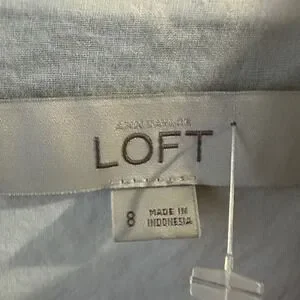 ANN TAYLOR
LOFT
8
MADE IN
INDONESIA